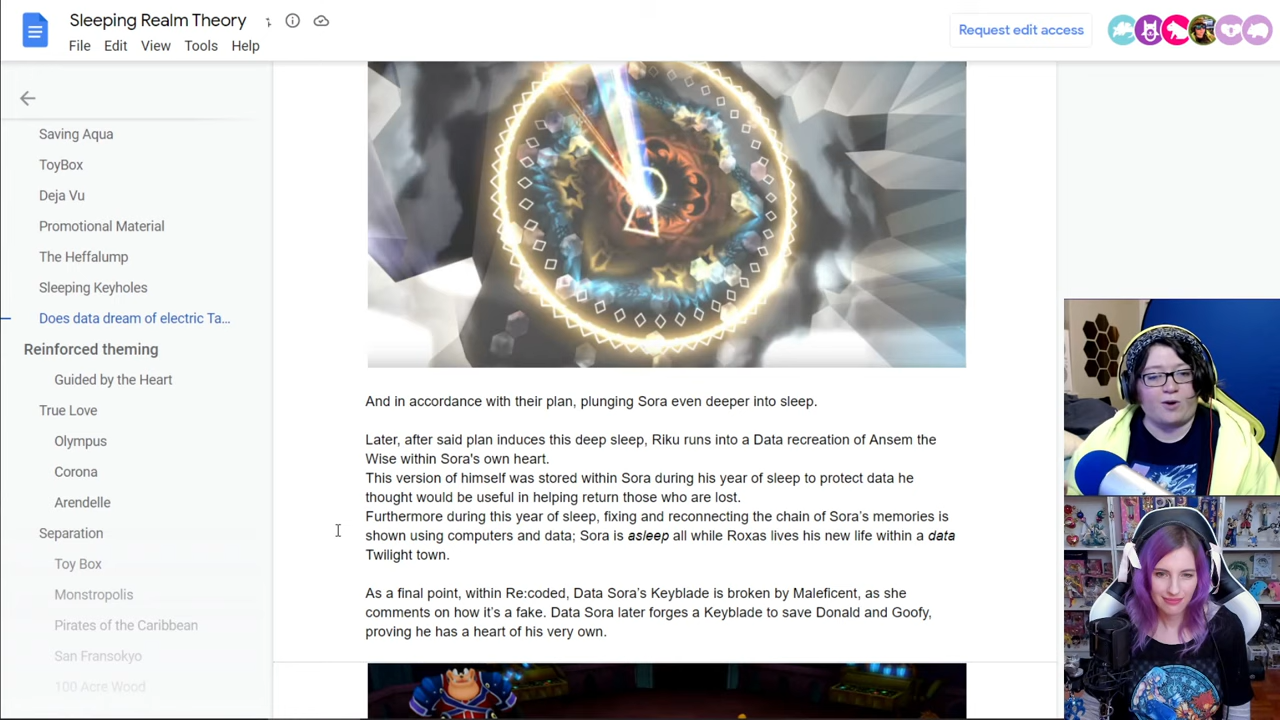 Sleeping Realm Theory
File Edit View Tools Help
Request edit access
Saving Aqua
ToyBox
Deja Vu
Promotional Material
The Heffalump
Sleeping Keyholes
Does data dream of electric Ta...
Reinforced theming
Guided by the Heart
True Love
Olympus
Corona
Arendelle
Separation
Toy Box
Monstropolis
Pirates of the Caribbean
San Fransokyo
100 Acre Wood
And in accordance with their plan, plunging Sora even deeper into sleep.
Later, after said plan induces this deep sleep, Riku runs into a Data recreation of Ansem the
Wise within Sora's own heart.
This version of himself was stored within Sora during his year of sleep to protect data he
thought would be useful in helping return those who are lost.
Furthermore during this year of sleep, fixing and reconnecting the chain of Sora's memories is
shown using computers and data; Sora is asleep all while Roxas lives his new life within a data
Twilight town.
As a final point, within Re:coded, Data Sora's Keyblade is broken by Maleficent, as she
comments on how it's a fake. Data Sora later forges a Keyblade to save Donald and Goofy,
proving he has a heart of his very own.